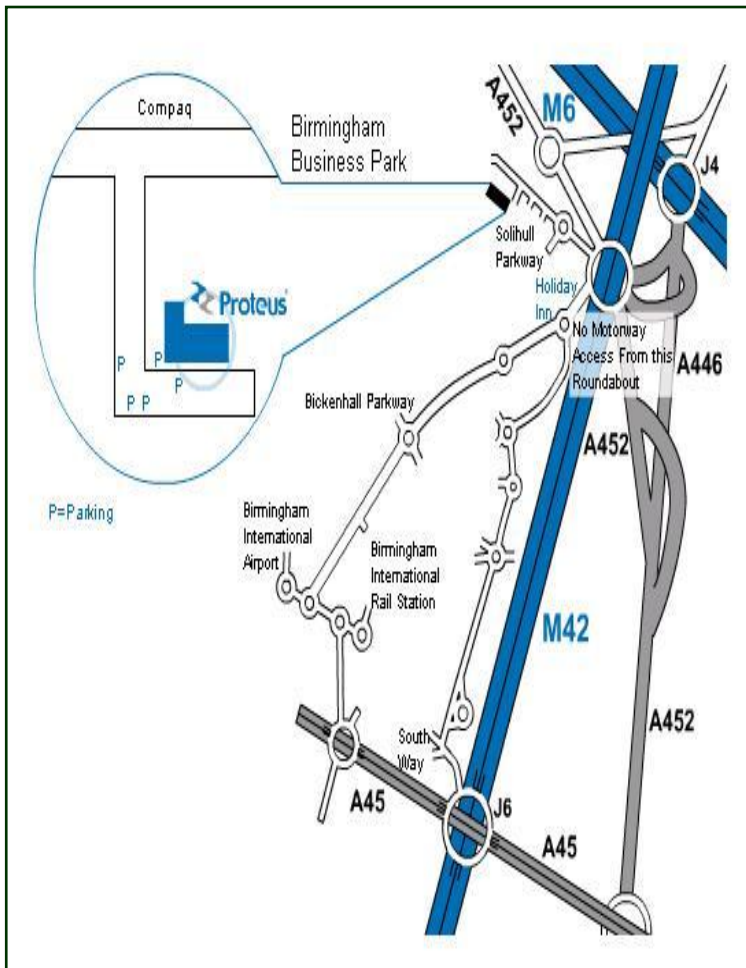 Compaq
Birmingham
Business Park
Proteus
P
P
P
P P
P=Parking
A452
M6
J4
Solihull
Parkway
Holiday
Inn
No Motorway
Access From this
Roundabout
A446
Bickenhall Parkway
A452
Birmingham
International
Airport
Birmingham
International
Rail Station
M42
A452
South
Way
A45
J6
A45